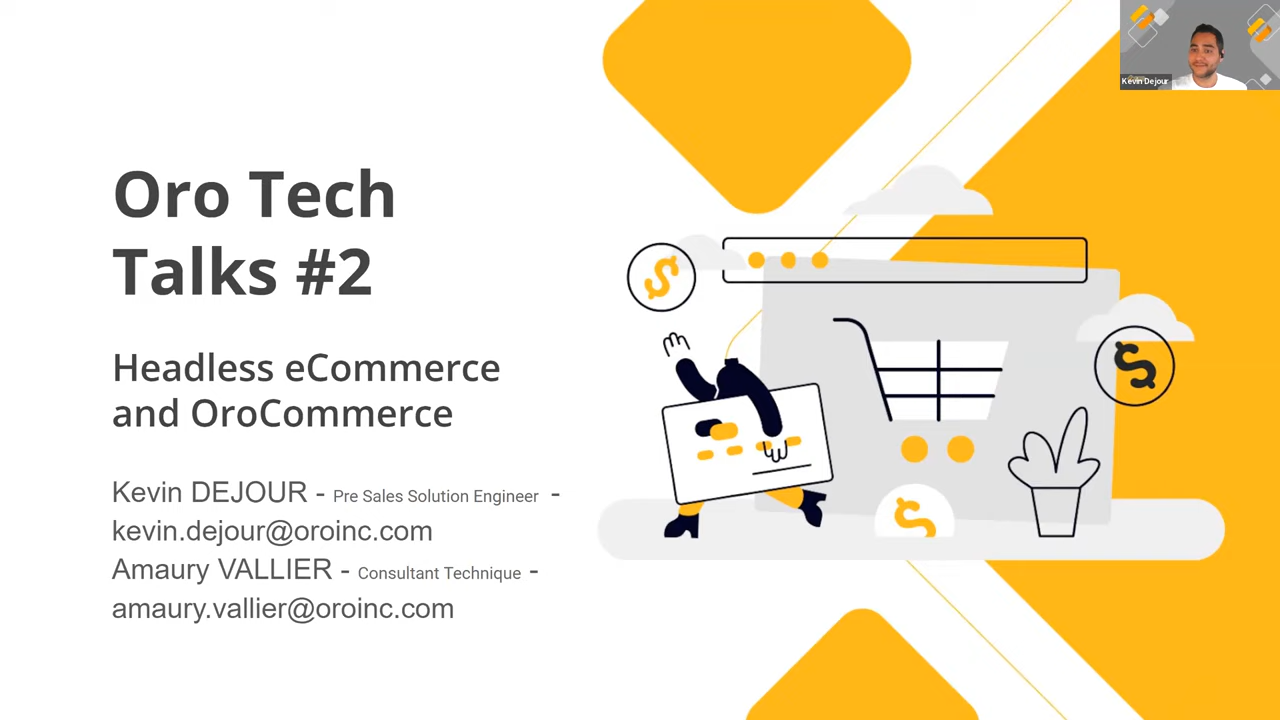 Oro Tech
Talks #2
Headless eCommerce
and OroCommerce
Kevin DEJOUR - Pre Sales Solution Engineer -
kevin.dejour@oroinc.com
Amaury VALLIER - Consultant Technique -
amaury.vallier@oroinc.com
Kevin Dejour